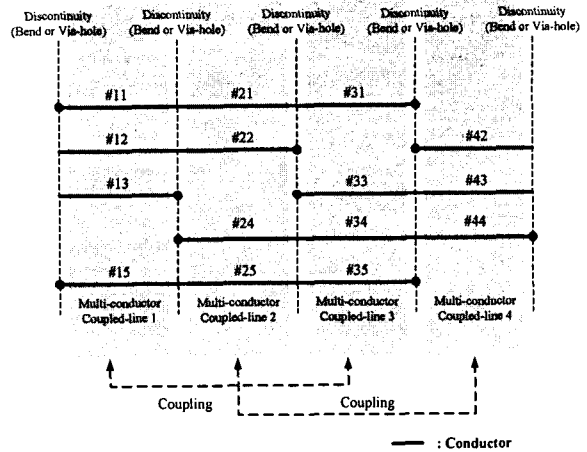 Discontinuity Discontinuity Discontinuity Discontinuity Discontinuity
(Bend or Via-hole) (Bend or Via-hole) (Bend or Via-hole) (Bend or Via-hole) (Bend or Via-hole)
#11 #21 #31
#12 #22 #42
#13 #33 #43
#24 #34 #44
#15 #25 #35
Multi-conductor Multi-conductor Multi-conductor Multi-conductor
Coupled-line 1 Coupled-line 2 Coupled-line 3 Coupled-line 4
Coupling Coupling
: Conductor